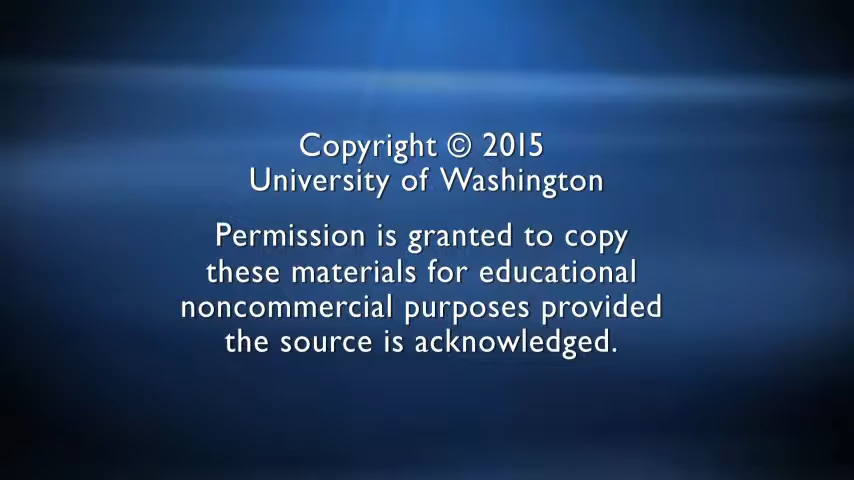 Copyright © 2015
University of Washington
Permission is granted to copy
these materials for educational
noncommercial purposes provided
the source is acknowledged.